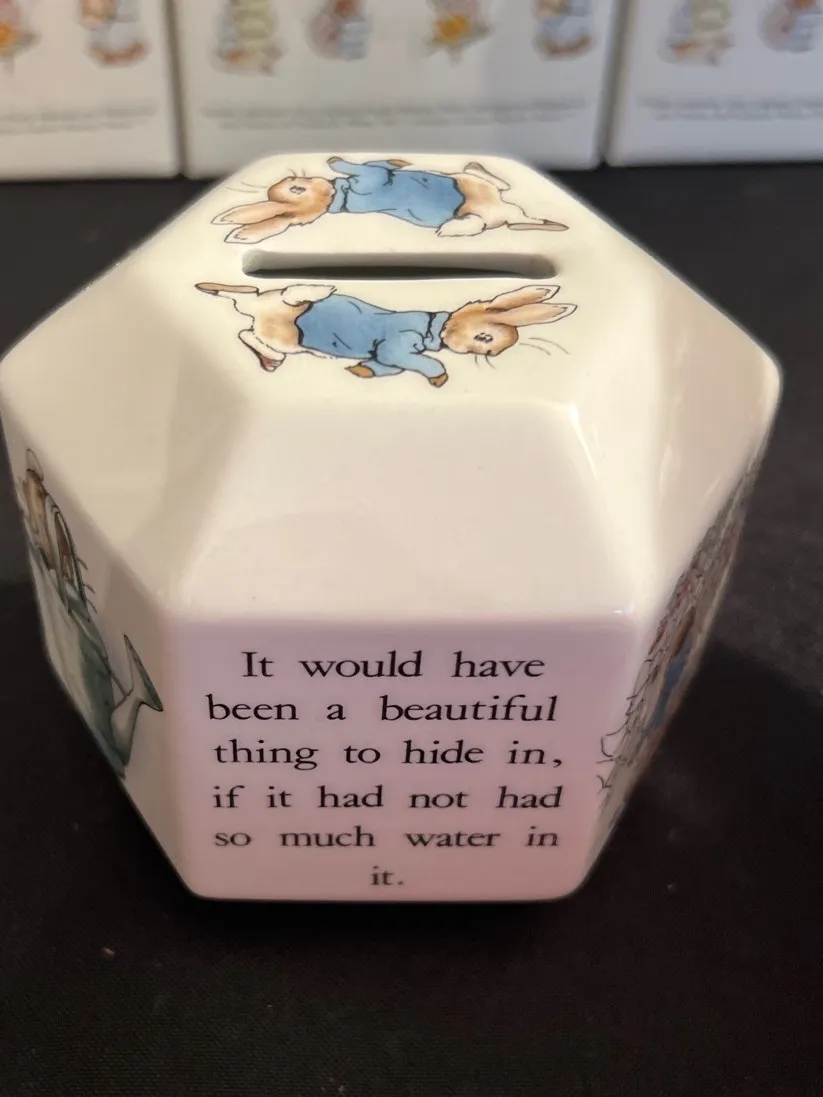 It would have
been a beautiful
thing to hide in,
if it had not had
so much water in
it.